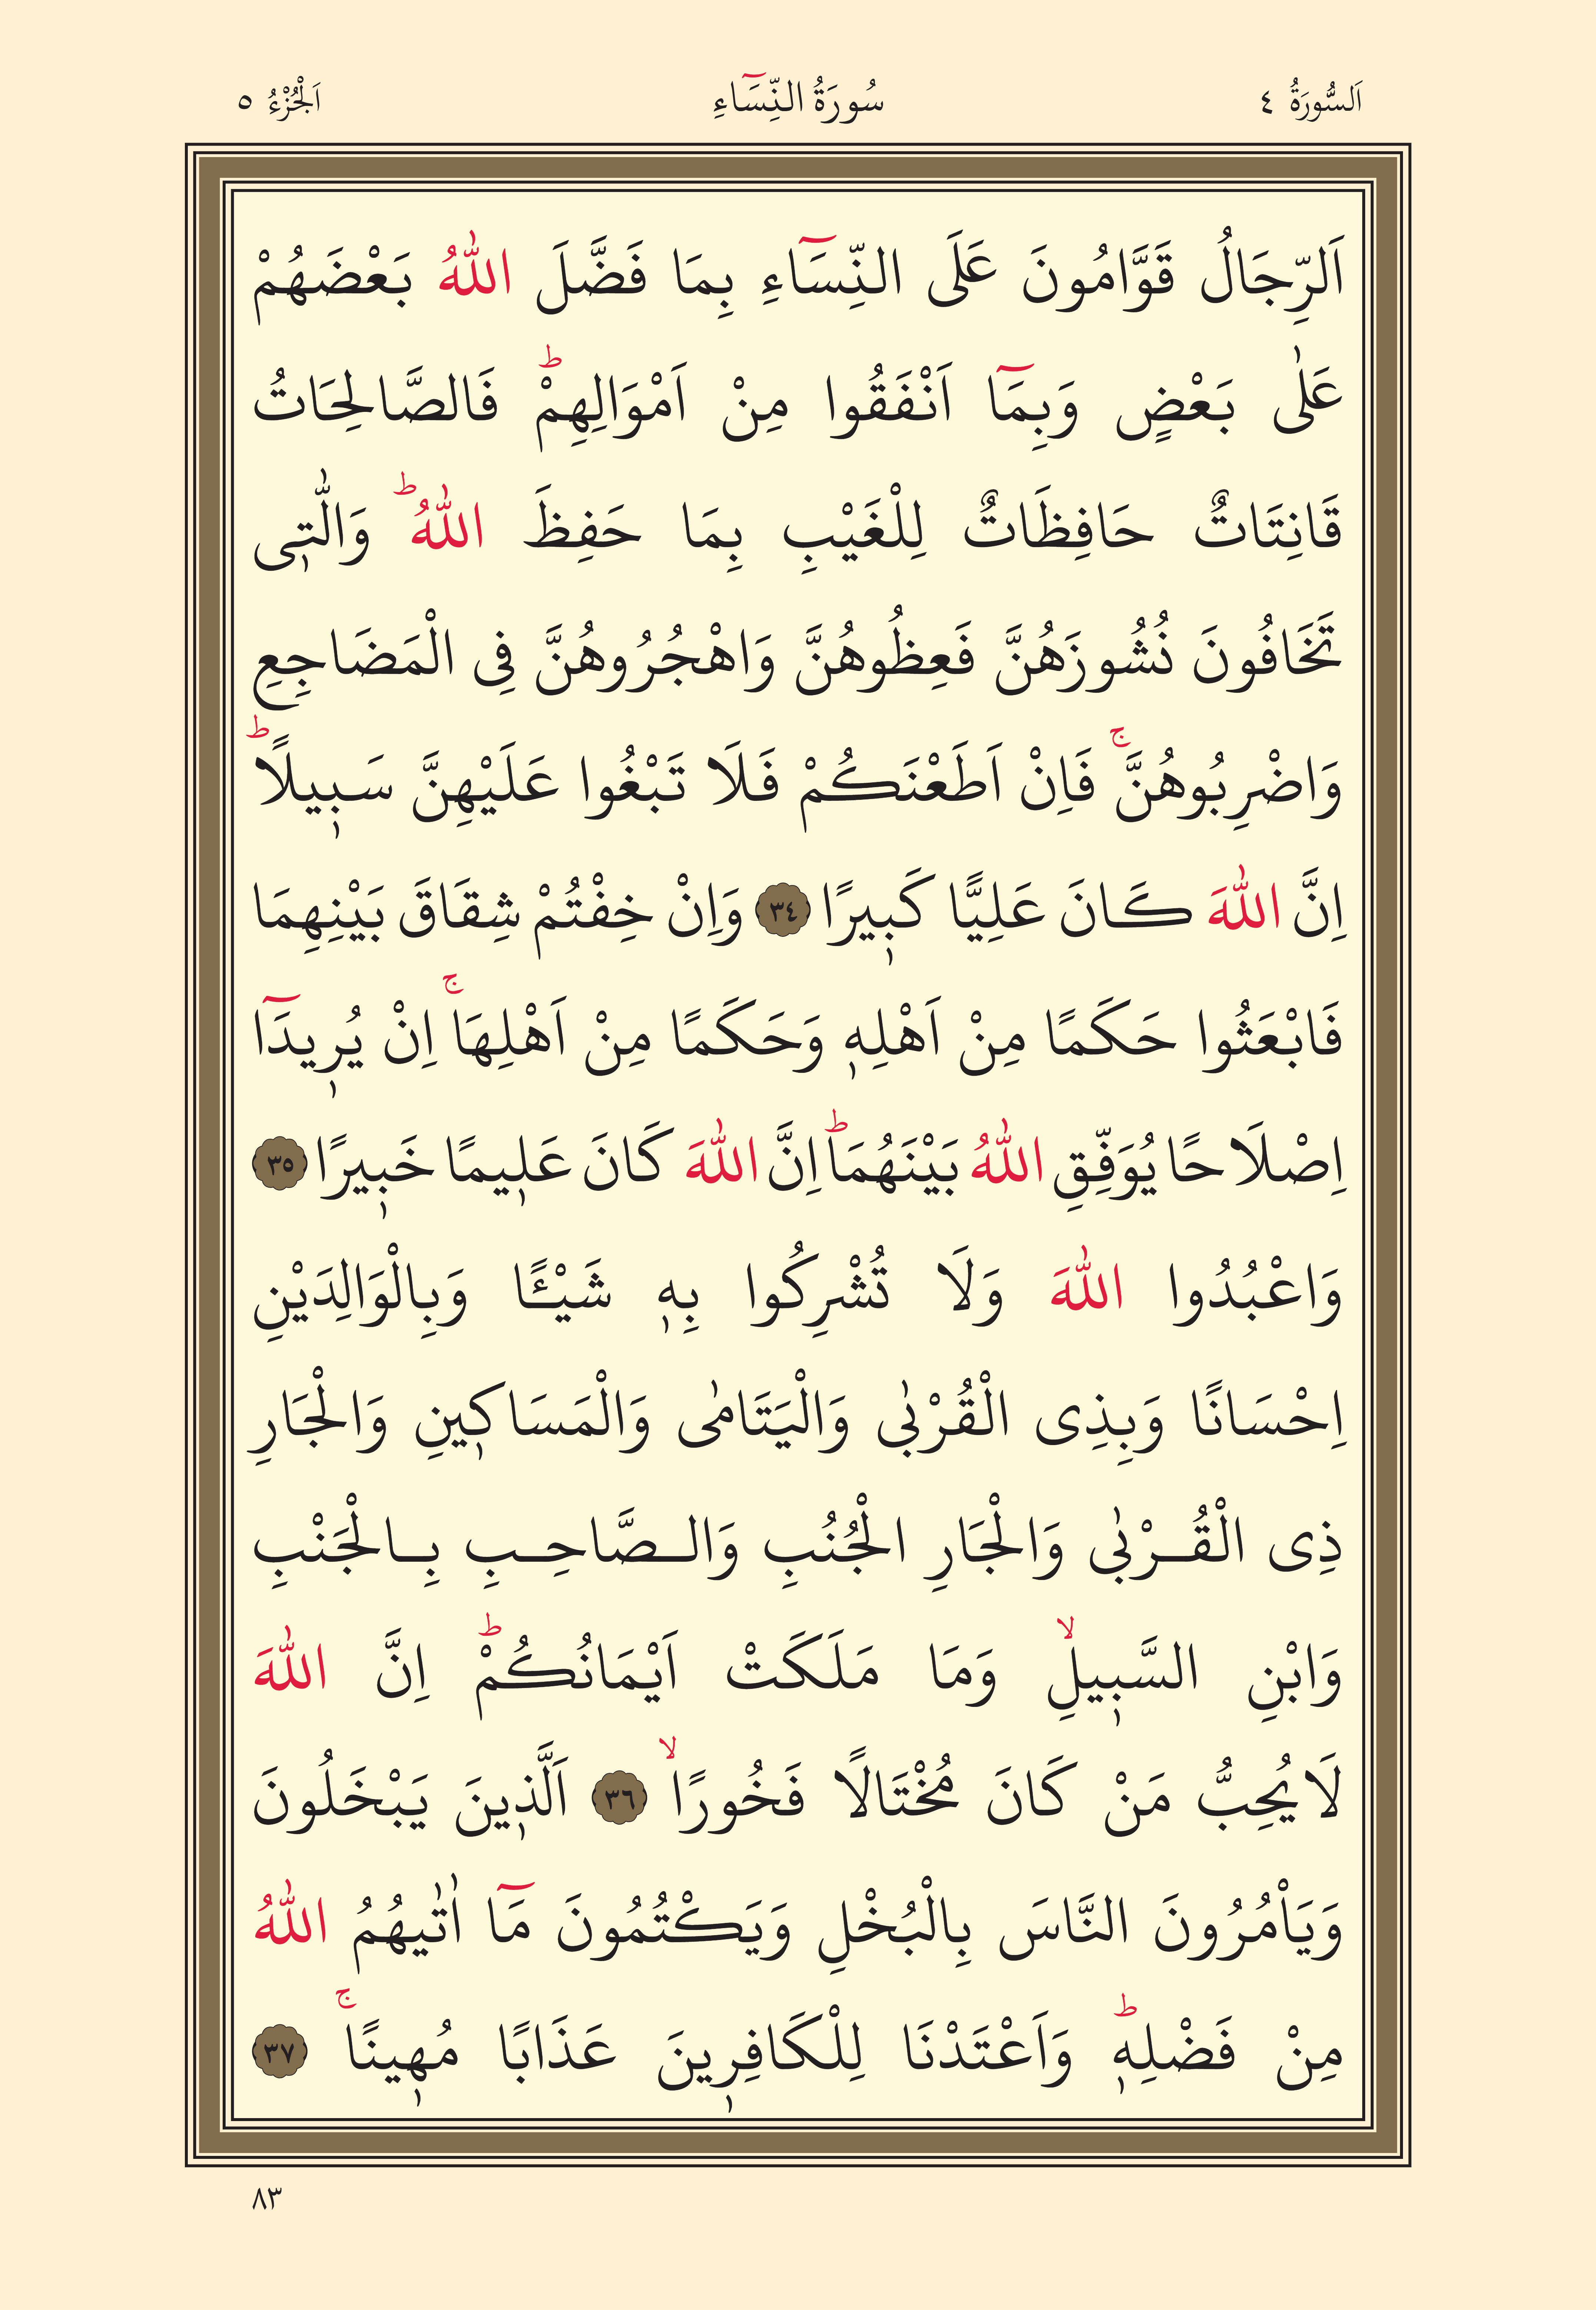 اَلسُّورَةُ ٤ سُورَةُ النِّسَٓاءِ اَلْجُزْءُ ٥
اَلرِّجَالُ قَوَّامُونَ عَلَى النِّسَٓاءِ بِمَا فَضَّلَ اللّٰهُ بَعْضَهُمْ
عَلٰى بَعْضٍ وَبِمَٓا اَنْفَقُوا مِنْ اَمْوَالِهِمْۜ فَالصَّالِحَاتُ
قَانِتَاتٌ حَافِظَاتٌ لِلْغَيْبِ بِمَا حَفِظَ اللّٰهُۜ وَالّٰت۪ى
تَخَافُونَ نُشُوزَهُنَّ فَعِظُوهُنَّ وَاهْجُرُوهُنَّ فِى الْمَضَاجِعِ
وَاضْرِبُوهُنَّۚ فَاِنْ اَطَعْنَكُمْ فَلَا تَبْغُوا عَلَيْهِنَّ سَب۪يلًاۜ
اِنَّ اللّٰهَ كَانَ عَلِيًّا كَب۪يرًا ٣٤ وَاِنْ خِفْتُمْ شِقَاقَ بَيْنِهِمَا
فَابْعَثُوا حَكَمًا مِنْ اَهْلِه۪ وَحَكَمًا مِنْ اَهْلِهَاۚ اِنْ يُر۪يدَٓا
اِصْلَاحًا يُوَفِّقِ اللّٰهُ بَيْنَهُمَاۜ اِنَّ اللّٰهَ كَانَ عَل۪يمًا خَب۪يرًا ٣٥
وَاعْبُدُوا اللّٰهَ وَلَا تُشْرِكُوا بِه۪ شَيْـًٔا وَبِالْوَالِدَيْنِ
اِحْسَانًا وَبِذِى الْقُرْبٰى وَالْيَتَامٰى وَالْمَسَاك۪ينِ وَالْجَارِ
ذِى الْقُرْبٰى وَالْجَارِ الْجُنُبِ وَالصَّاحِبِ بِالْجَنْبِ
وَابْنِ السَّب۪يلِۙ وَمَا مَلَكَتْ اَيْمَانُكُمْۜ اِنَّ اللّٰهَ
لَا يُحِبُّ مَنْ كَانَ مُخْتَالًا فَخُورًاۙ ٣٦ اَلَّذ۪ينَ يَبْخَلُونَ
وَيَأْمُرُونَ النَّاسَ بِالْبُخْلِ وَيَكْتُمُونَ مَٓا اٰتٰيهُمُ اللّٰهُ
مِنْ فَضْلِه۪ۜ وَاَعْتَدْنَا لِلْكَافِر۪ينَ عَذَابًا مُه۪ينًاۚ ٣٧
٨٣